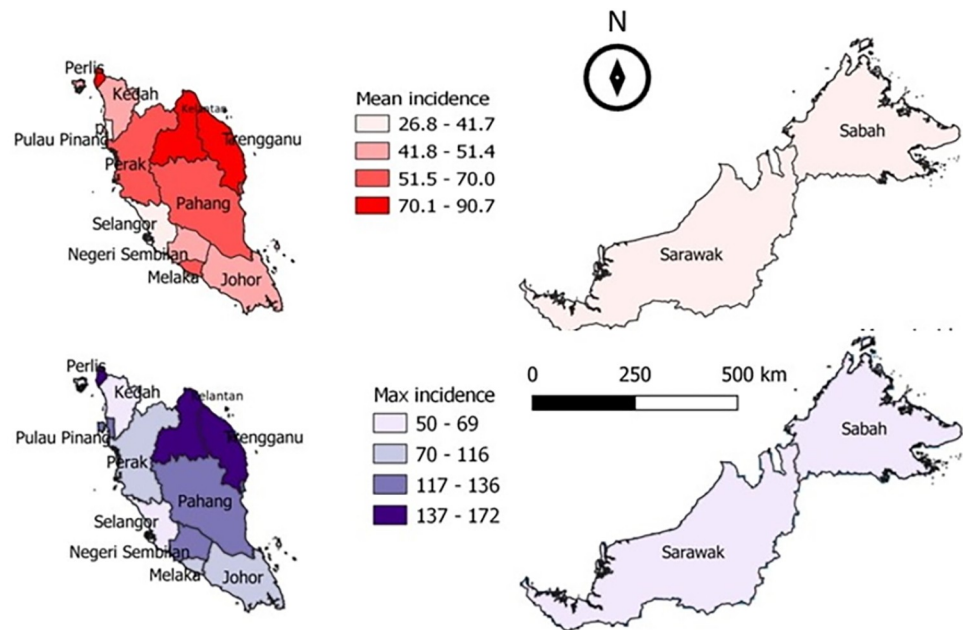 N
Perlis
Kedah
Kelantan
Pulau Pinang
Trengganu
Perak
Pahang
Selangor
Negeri Sembilan
Melaka
Johor
Mean incidence
26.8 - 41.7
41.8 - 51.4
51.5 - 70.0
70.1 - 90.7
Sabah
Sarawak
Perlis
Kedah
Kelantan
Pulau Pinang
Trengganu
Perak
Pahang
Selangor
Negeri Sembilan
Melaka
Johor
Max incidence
50 - 69
70 - 116
117 - 136
137 - 172
0 250 500 km
Sabah
Sarawak